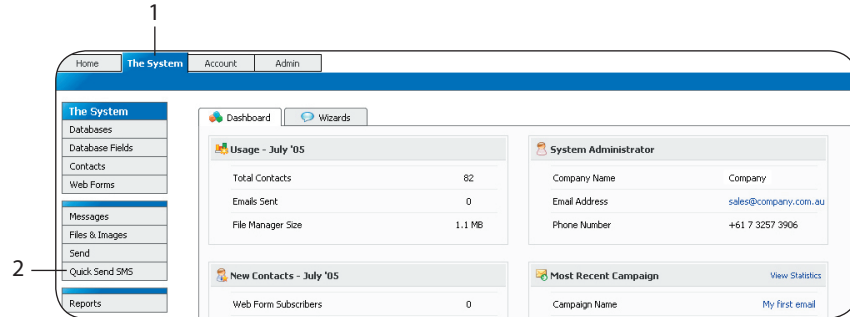 1
Home The System Account Admin
The System
Databases
Database Fields
Contacts
Web Forms
Messages
Files & Images
Send
2 Quick Send SMS
Reports
Dashboard Wizards
Usage - July '05
Total Contacts 82
Emails Sent 0
File Manager Size 1.1 MB
New Contacts - July '05
Web Form Subscribers 0
System Administrator
Company Name Company
Email Address sales@company.com.au
Phone Number +61 7 3257 3906
Most Recent Campaign View Statistics
Campaign Name My first email